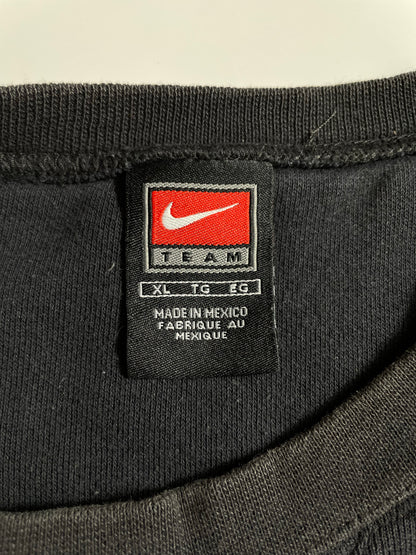 TEAM
XL TG EG
MADE IN MEXICO
FABRIQUE AU
MEXIQUE